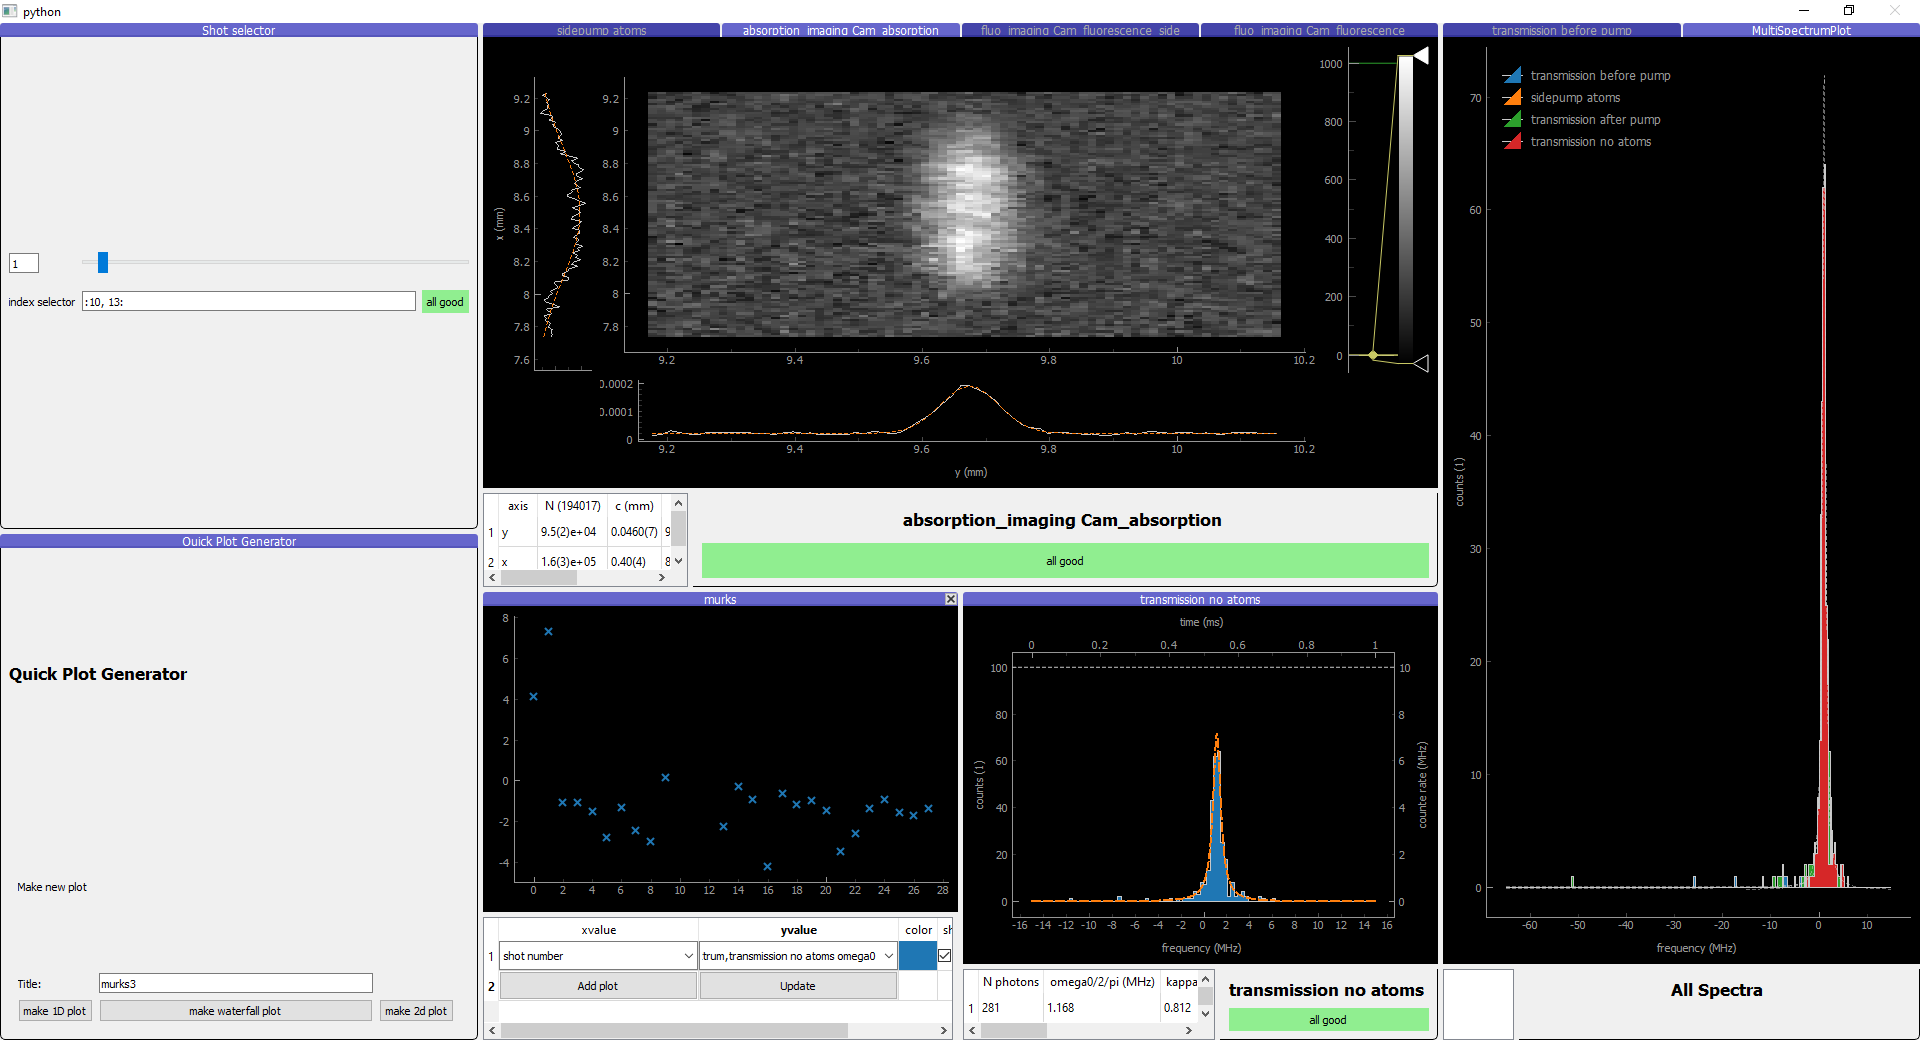 python
Shot selector
1
index selector
:10, 13:
all good
Quick Plot Generator
Quick Plot Generator
Make new plot
Title:
murks3
make 1D plot
make waterfall plot
make 2d plot
sidepump atoms
absorption_imaging Cam_absorption
fluo_imaging Cam_fluorescence_side
fluo_imaging Cam_fluorescence
x (mm)
9.2
9
8.8
8.6
8.4
8.2
8
7.8
7.6
9.2
9
8.8
8.6
8.4
8.2
8
7.8
9.2 9.4 9.6 9.8 10 10.2
1000
800
600
400
200
0
0.0002
0.0001
0
9.2 9.4 9.6 9.8 10 10.2
y (mm)
axis N (194017) c (mm)
1 y 9.5(2)e+04 0.0460(7) 9
2 x 1.6(3)e+05 0.40(4) 8
absorption_imaging Cam_absorption
all good
murks
8
6
4
2
0
-2
-4
0 2 4 6 8 10 12 14 16 18 20 22 24 26 28
xvalue yvalue color sh
1 shot number trum,transmission no atoms omega0
2 Add plot Update
transmission no atoms
time (ms)
0 0.2 0.4 0.6 0.8 1
counts (1)
100
80
60
40
20
0
10
8
6
4
2
0
counte rate (MHz)
-16 -14 -12 -10 -8 -6 -4 -2 0 2 4 6 8 10 12 14 16
frequency (MHz)
N photons omega0/2/pi (MHz) kappa
1 281 1.168 0.812
transmission no atoms
all good
transmission before pump
MultiSpectrumPlot
transmission before pump
sidepump atoms
transmission after pump
transmission no atoms
counts (1)
70
60
50
40
30
20
10
0
-60 -50 -40 -30 -20 -10 0 10
frequency (MHz)
All Spectra